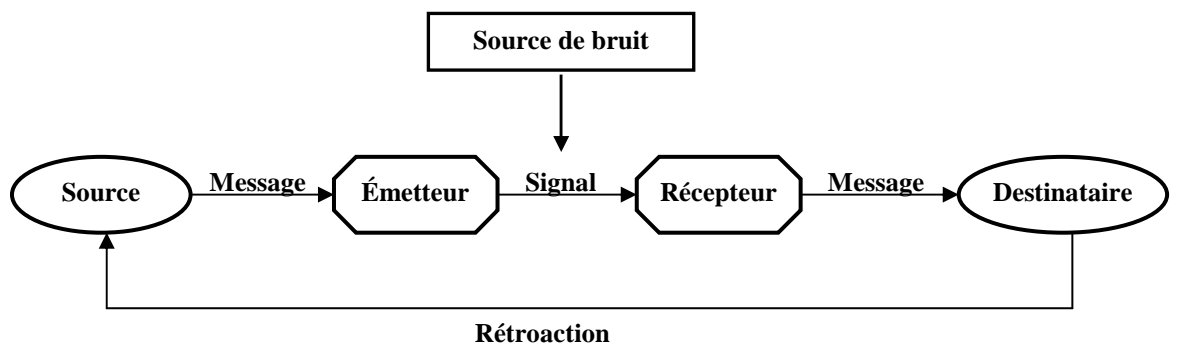 Source de bruit
Source
Message
Émetteur
Signal
Récepteur
Message
Destinataire
Rétroaction